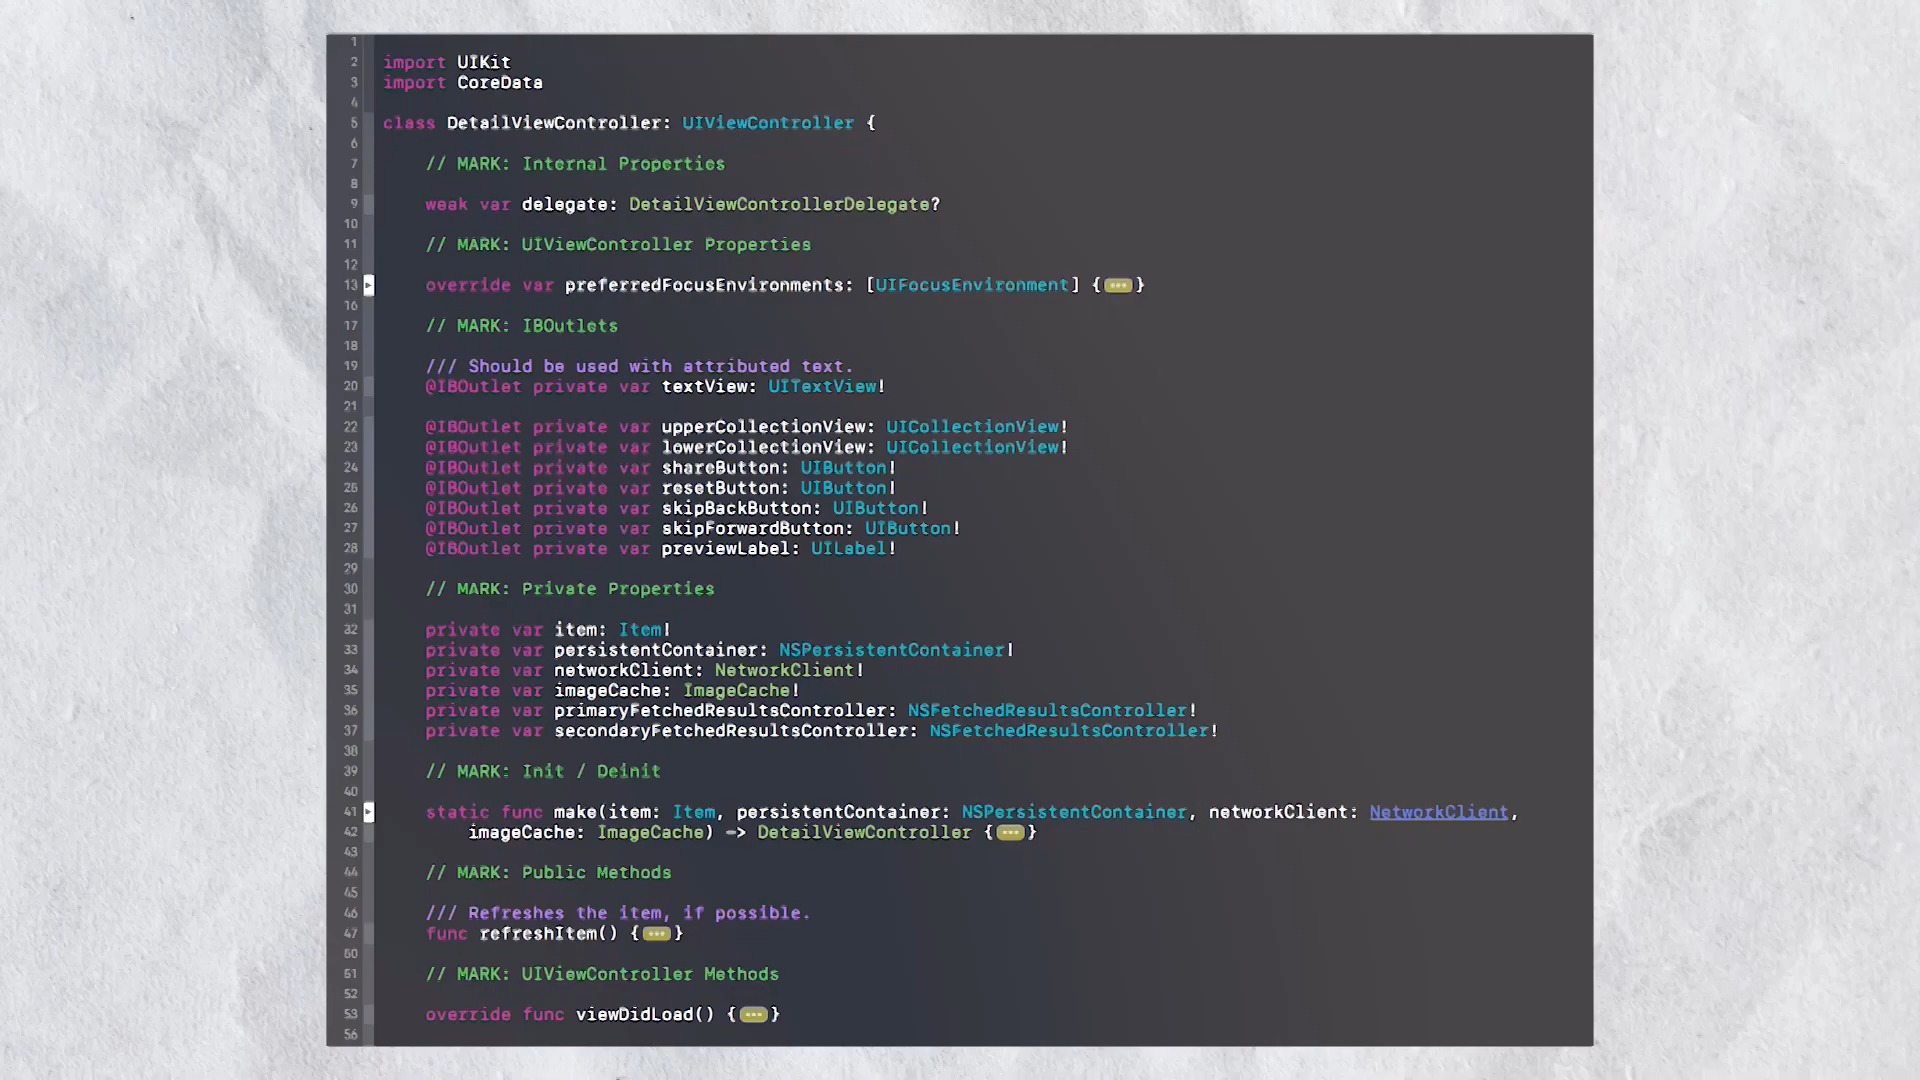 1
2 import UIKit
3 import CoreData
4
5 class DetailViewController: UIViewController {
6
7 // MARK: Internal Properties
8
9 weak var delegate: DetailViewControllerDelegate?
10
11 // MARK: UIViewController Properties
12
13 override var preferredFocusEnvironments: [UIFocusEnvironment] {•••}
16
17 // MARK: IBOutlets
18
19 /// Should be used with attributed text.
20 @IBOutlet private var textView: UITextView!
21
22 @IBOutlet private var upperCollectionView: UICollectionView!
23 @IBOutlet private var lowerCollectionView: UICollectionView!
24 @IBOutlet private var shareButton: UIButton!
25 @IBOutlet private var resetButton: UIButton!
26 @IBOutlet private var skipBackButton: UIButton!
27 @IBOutlet private var skipForwardButton: UIButton!
28 @IBOutlet private var previewLabel: UILabel!
29
30 // MARK: Private Properties
31
32 private var item: Item!
33 private var persistentContainer: NSPersistentContainer!
34 private var networkClient: NetworkClient!
35 private var imageCache: ImageCache!
36 private var primaryFetchedResultsController: NSFetchedResultsController!
37 private var secondaryFetchedResultsController: NSFetchedResultsController!
38
39 // MARK: Init / Deinit
40
41 static func make(item: Item, persistentContainer: NSPersistentContainer, networkClient: NetworkClient,
42 imageCache: ImageCache) -> DetailViewController {•••}
43
44 // MARK: Public Methods
45
46 /// Refreshes the item, if possible.
47 func refreshItem() {•••}
50
51 // MARK: UIViewController Methods
52
53 override func viewDidLoad() {•••}
56